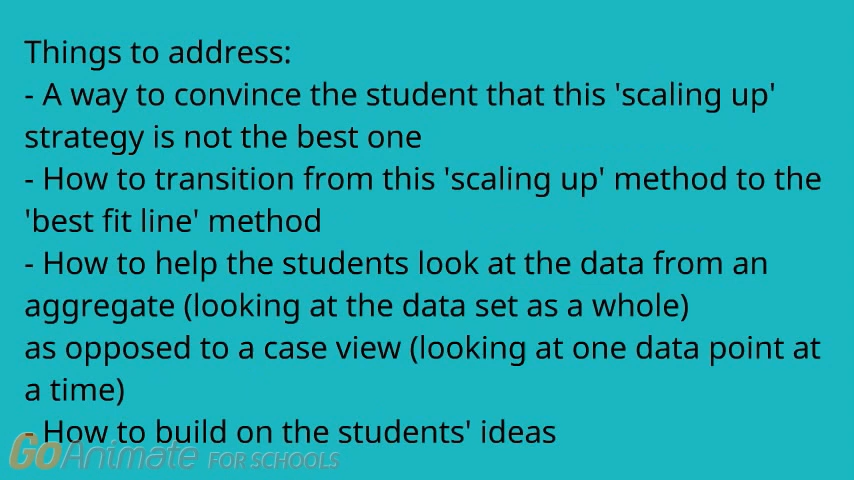 Things to address:
- A way to convince the student that this 'scaling up'
strategy is not the best one
- How to transition from this 'scaling up' method to the
'best fit line' method
- How to help the students look at the data from an
aggregate (looking at the data set as a whole)
as opposed to a case view (looking at one data point at
a time)
- How to build on the students' ideas
GoAnimate FOR SCHOOLS